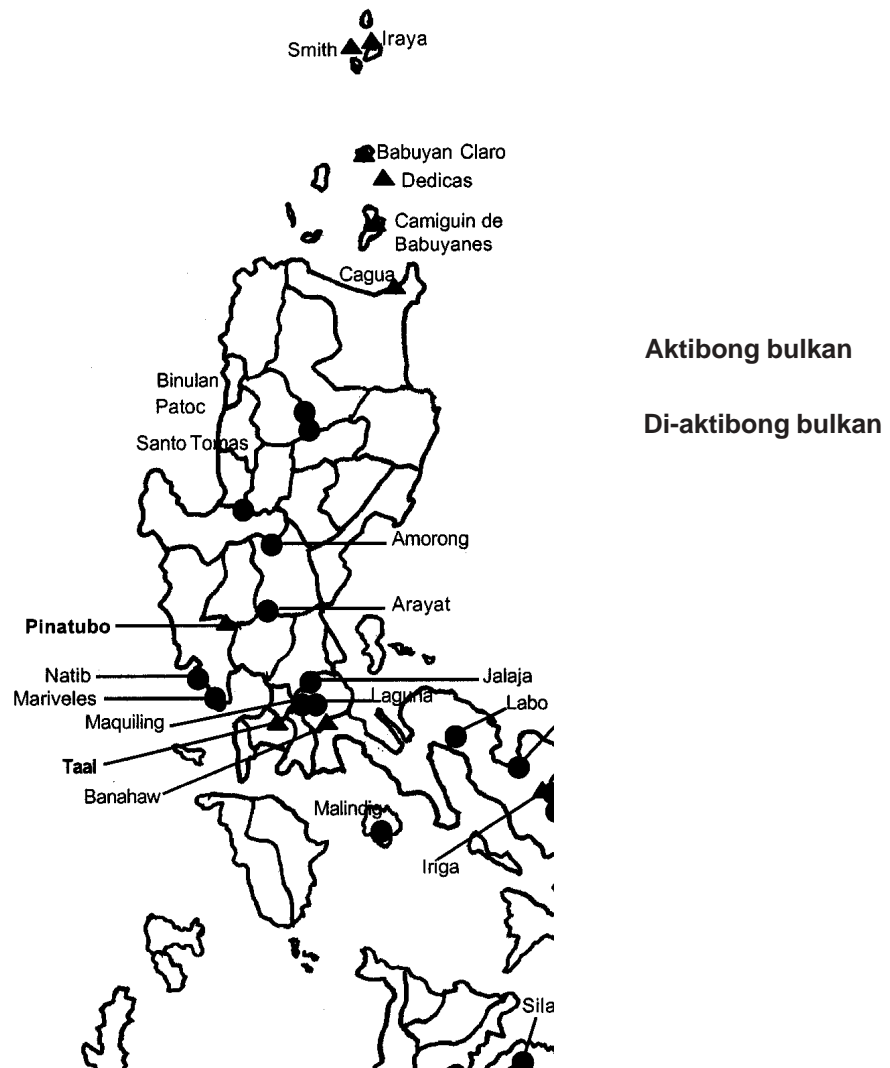 Smith
Iraya
Babuyan Claro
Dedicas
Camiguin de
Babuyanes
Cagua
Aktibong bulkan
Binulan
Patoc
Di-aktibong bulkan
Santo Tomas
Amorong
Arayat
Pinatubo
Natib
Jalaja
Mariveles
Laguna
Labo
Maquiling
Taal
Banahaw
Malindig
Iriga
Sila